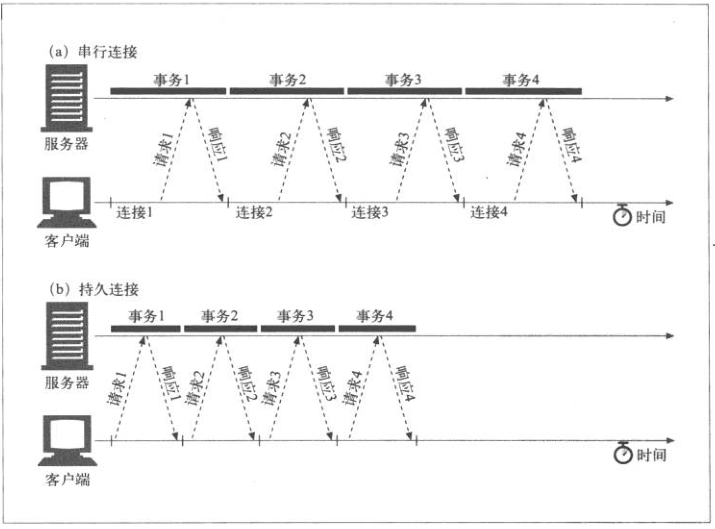 (a) 串行连接
事务1 事务2 事务3 事务4
请求1 响应1 请求2 响应2 请求3 响应3 请求4 响应4
服务器
连接1 连接2 连接3 连接4
时间
客户端
(b) 持久连接
事务1 事务2 事务3 事务4
请求1 响应1 请求2 响应2 请求3 响应3 请求4 响应4
服务器
时间
客户端